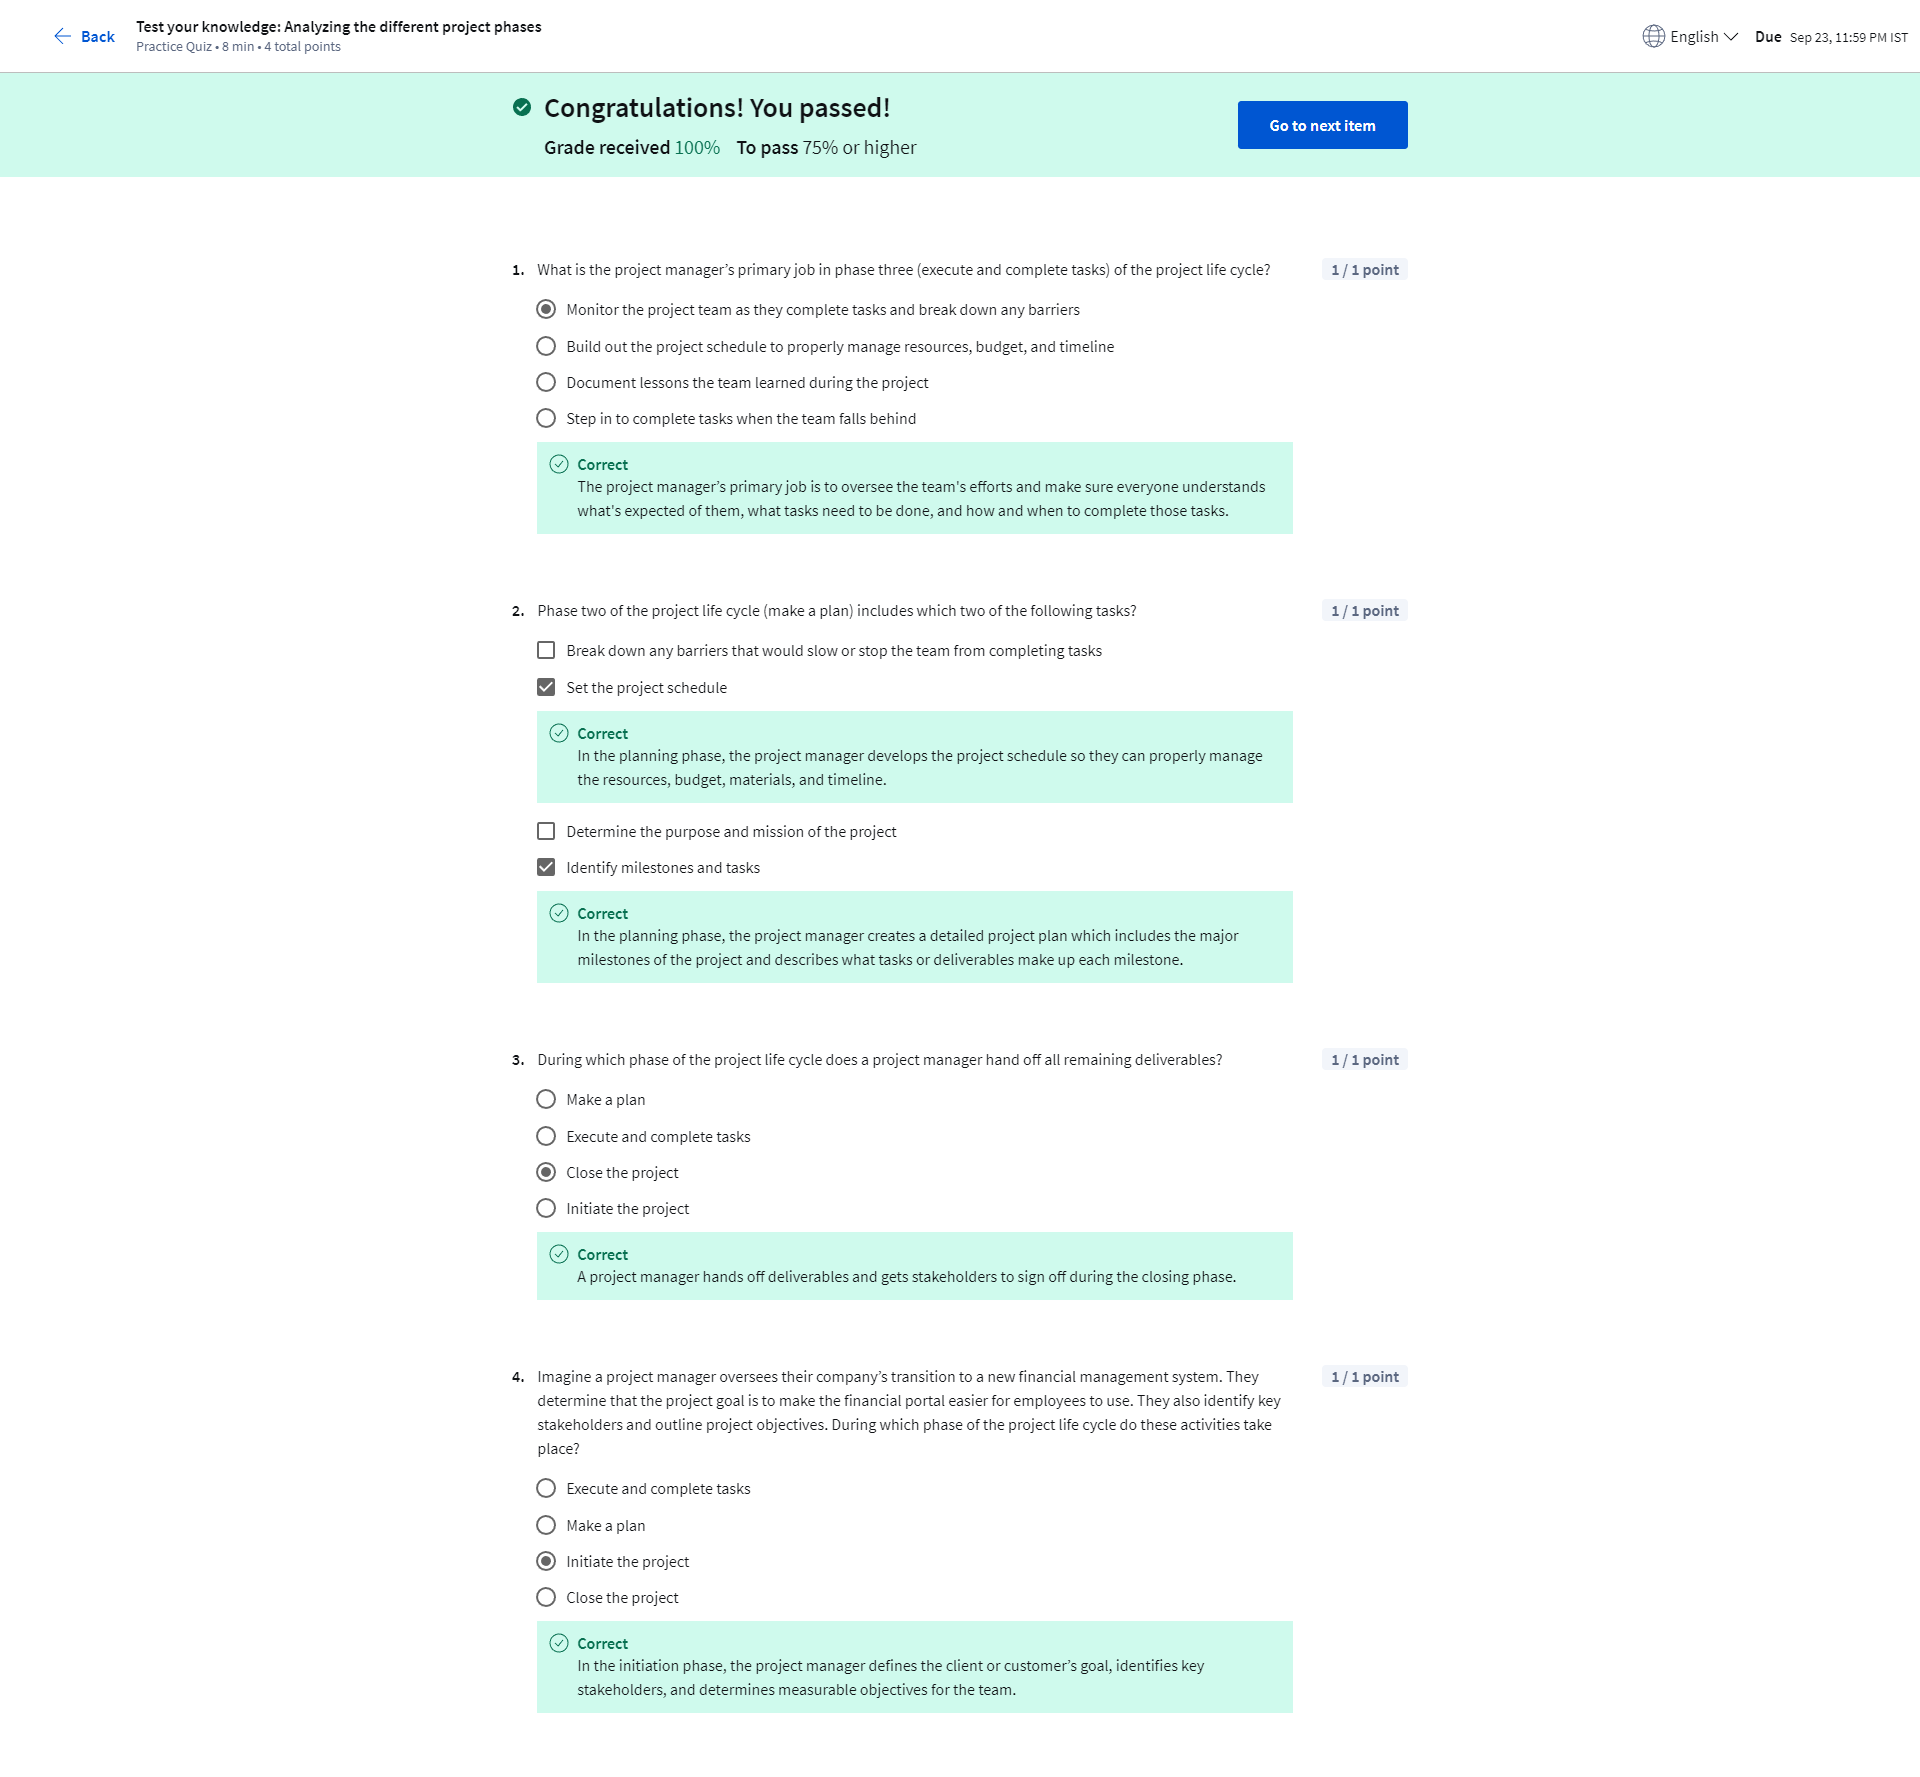 Back
Test your knowledge: Analyzing the different project phases
Practice Quiz • 8 min • 4 total points
English
Due Sep 23, 11:59 PM IST
Congratulations! You passed!
Grade received 100% To pass 75% or higher
Go to next item
1. What is the project manager’s primary job in phase three (execute and complete tasks) of the project life cycle?
1 / 1 point
Monitor the project team as they complete tasks and break down any barriers
Build out the project schedule to properly manage resources, budget, and timeline
Document lessons the team learned during the project
Step in to complete tasks when the team falls behind
Correct
The project manager’s primary job is to oversee the team's efforts and make sure everyone understands
what's expected of them, what tasks need to be done, and how and when to complete those tasks.
2. Phase two of the project life cycle (make a plan) includes which two of the following tasks?
1 / 1 point
Break down any barriers that would slow or stop the team from completing tasks
Set the project schedule
Correct
In the planning phase, the project manager develops the project schedule so they can properly manage
the resources, budget, materials, and timeline.
Determine the purpose and mission of the project
Identify milestones and tasks
Correct
In the planning phase, the project manager creates a detailed project plan which includes the major
milestones of the project and describes what tasks or deliverables make up each milestone.
3. During which phase of the project life cycle does a project manager hand off all remaining deliverables?
1 / 1 point
Make a plan
Execute and complete tasks
Close the project
Initiate the project
Correct
A project manager hands off deliverables and gets stakeholders to sign off during the closing phase.
4. Imagine a project manager oversees their company’s transition to a new financial management system. They
determine that the project goal is to make the financial portal easier for employees to use. They also identify key
stakeholders and outline project objectives. During which phase of the project life cycle do these activities take
place?
1 / 1 point
Execute and complete tasks
Make a plan
Initiate the project
Close the project
Correct
In the initiation phase, the project manager defines the client or customer’s goal, identifies key
stakeholders, and determines measurable objectives for the team.